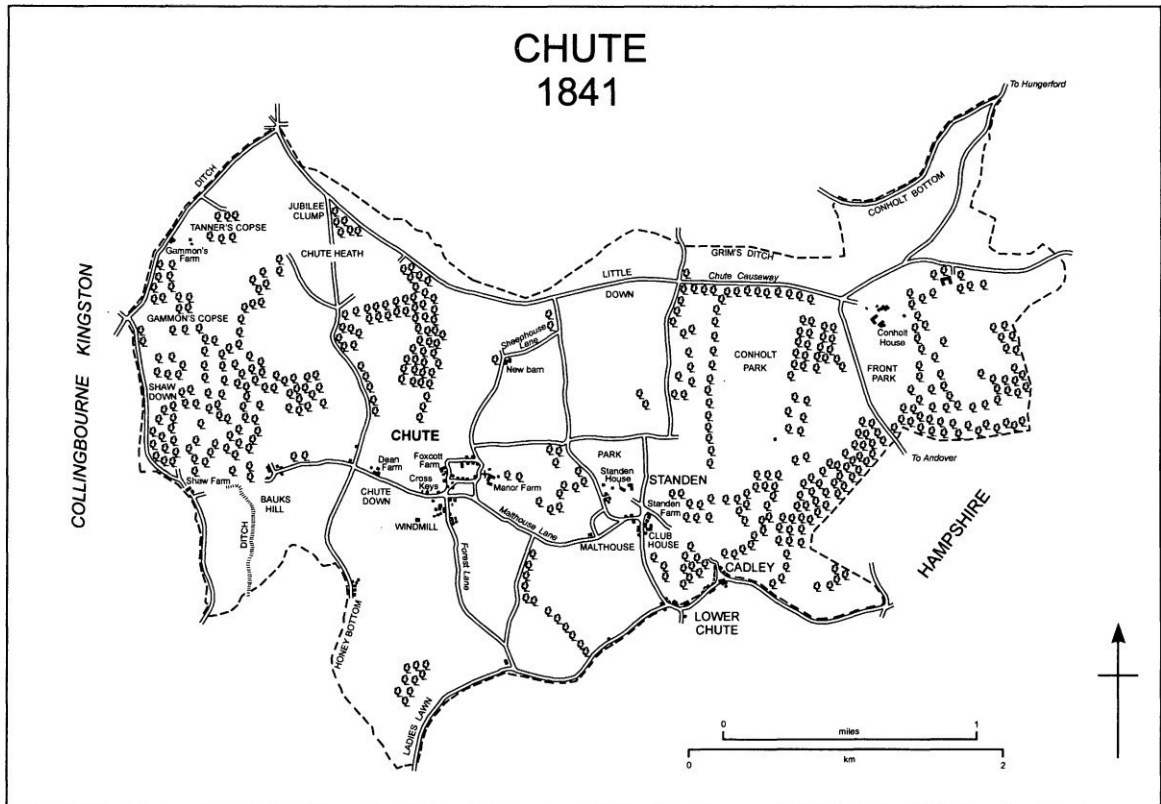 CHUTE
1841
To Hungerford
DITCH
CONHOLT BOTTOM
JUBILEE
CLUMP
TANNER'S COPSE
Gammon's
Farm
CHUTE HEATH
GRIM'S DITCH
LITTLE
DOWN
Chute Causeway
COLLINGBOURNE KINGSTON
GAMMON'S COPSE
Sheephouse
Lane
New barn
Conholt
House
CONHOLT
PARK
FRONT
PARK
SHAW
DOWN
CHUTE
To Andover
Dean
Farm
Foxcott
Farm
Cross
Keys
Manor Farm
PARK
Standen
House
STANDEN
Shaw Farm
BAUKS
HILL
CHUTE
DOWN
WINDMILL
Malthouse Lane
Standen
Farm
MALTHOUSE
CLUB
HOUSE
DITCH
Forest Lane
CADLEY
HAMPSHIRE
HONEY BOTTOM
LOWER
CHUTE
LADIES LAWN
0 1
miles
0 2
km